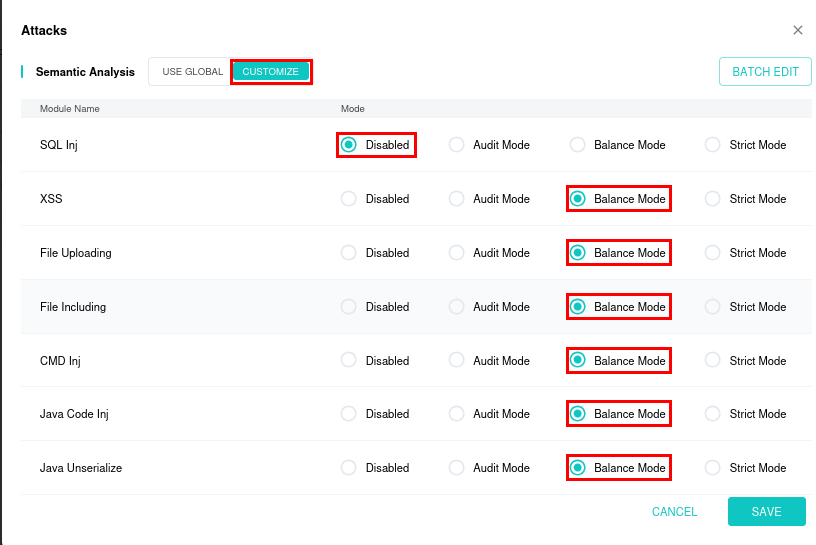 Attacks
Semantic Analysis USE GLOBAL CUSTOMIZE BATCH EDIT
Module Name Mode
SQL Inj Disabled Audit Mode Balance Mode Strict Mode
XSS Disabled Audit Mode Balance Mode Strict Mode
File Uploading Disabled Audit Mode Balance Mode Strict Mode
File Including Disabled Audit Mode Balance Mode Strict Mode
CMD Inj Disabled Audit Mode Balance Mode Strict Mode
Java Code Inj Disabled Audit Mode Balance Mode Strict Mode
Java Unserialize Disabled Audit Mode Balance Mode Strict Mode
CANCEL SAVE